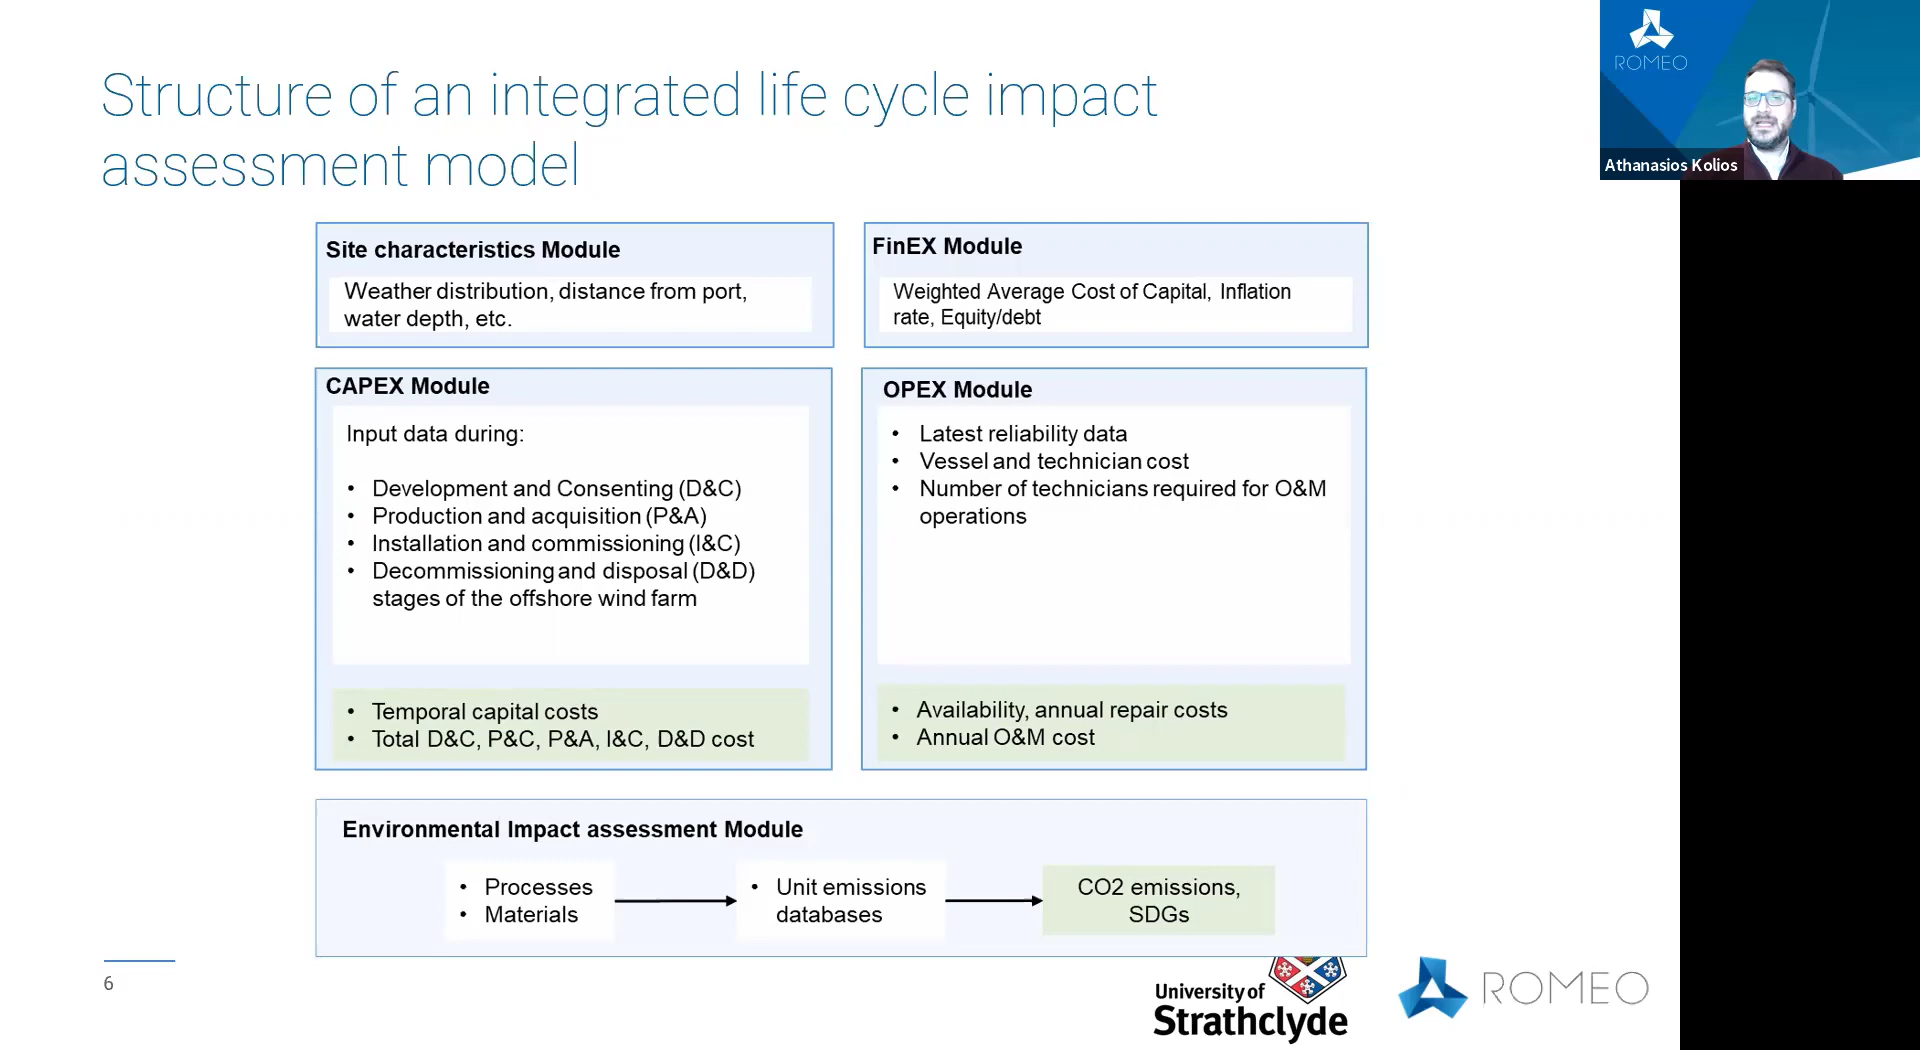 Structure of an integrated life cycle impact
assessment model
ROMEO
Athanasios Kolios
Site characteristics Module
Weather distribution, distance from port,
water depth, etc.
FinEX Module
Weighted Average Cost of Capital, Inflation
rate, Equity/debt
CAPEX Module
Input data during:
• Development and Consenting (D&C)
• Production and acquisition (P&A)
• Installation and commissioning (I&C)
• Decommissioning and disposal (D&D)
stages of the offshore wind farm
• Temporal capital costs
• Total D&C, P&C, P&A, I&C, D&D cost
OPEX Module
• Latest reliability data
• Vessel and technician cost
• Number of technicians required for O&M
operations
• Availability, annual repair costs
• Annual O&M cost
Environmental Impact assessment Module
• Processes
• Materials
• Unit emissions
databases
CO2 emissions,
SDGs
6
University of
Strathclyde
ROMEO